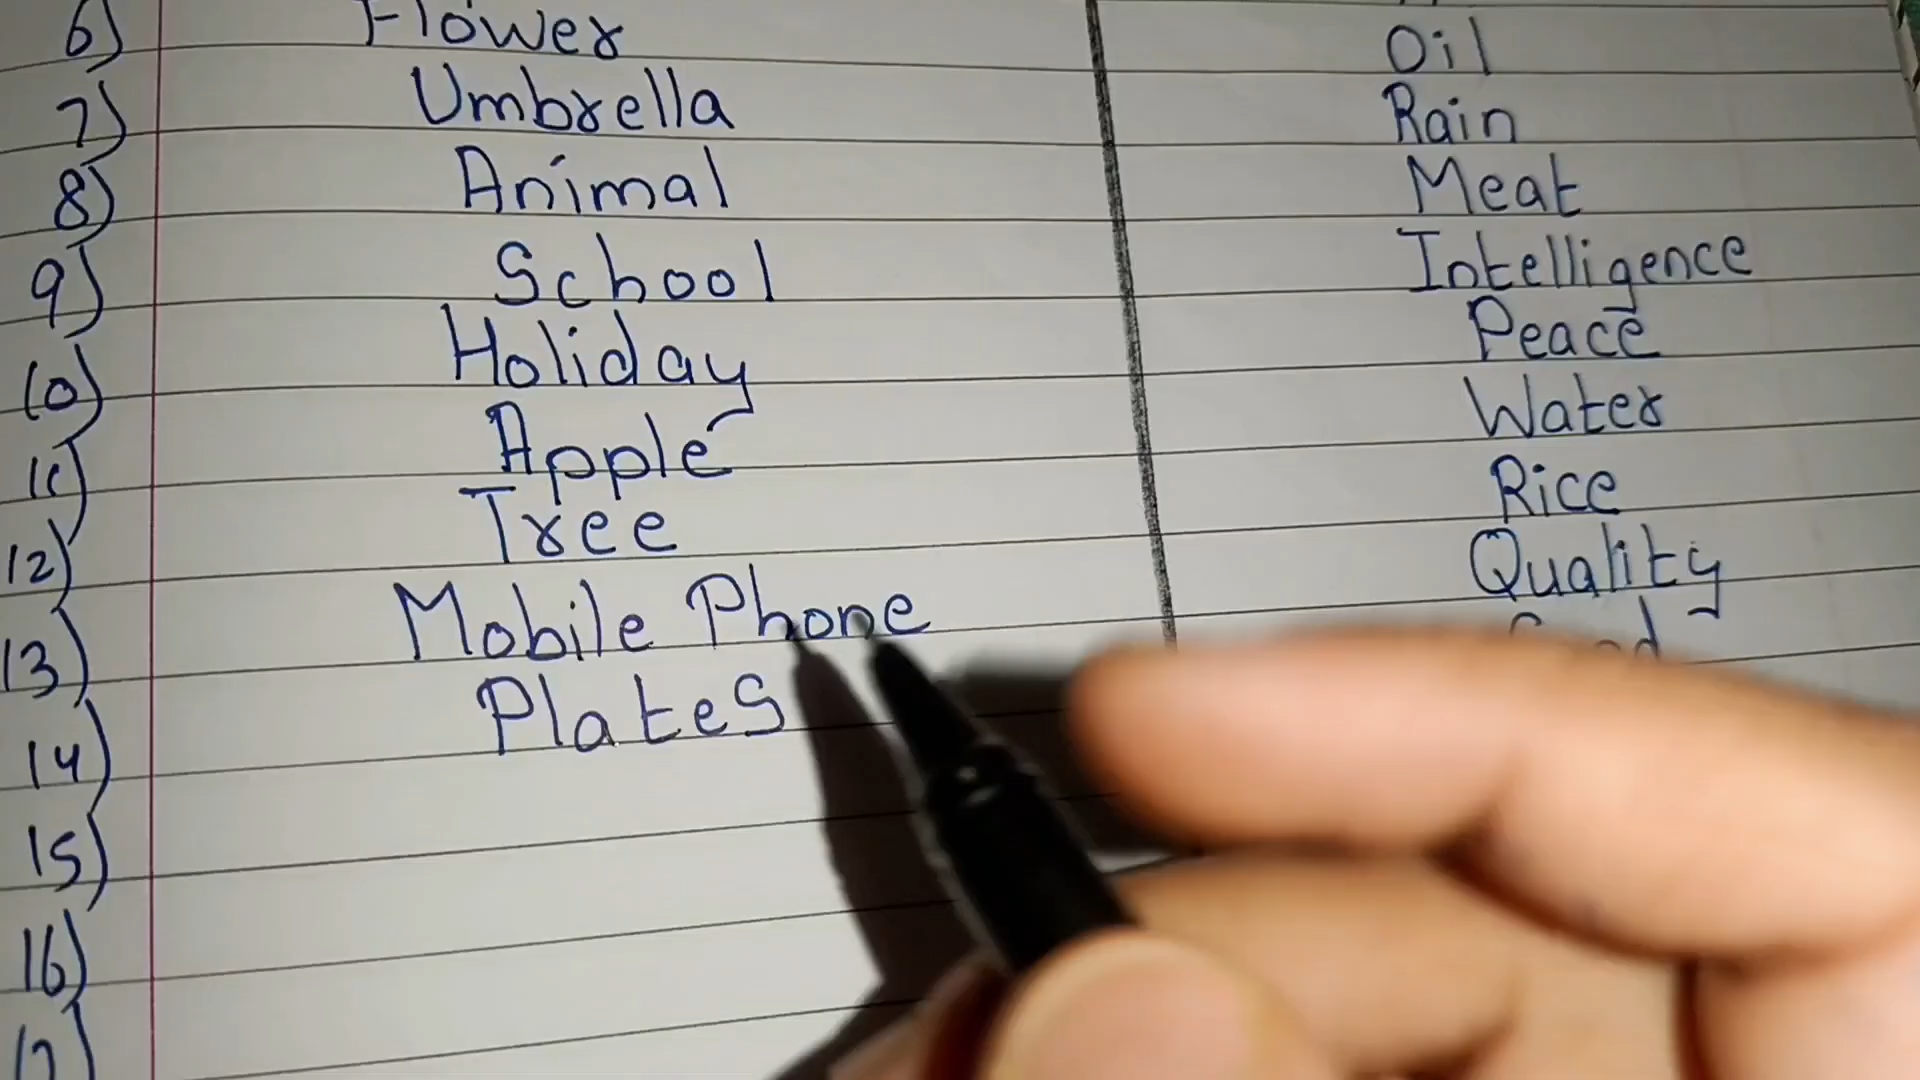 6) Flower Oil
7) Umbrella Rain
8) Animal Meat
9) School Intelligence
10) Holiday Peace
11) Apple Water
12) Tree Rice
13) Mobile Phone Quality
14) Plates
15)
16)
17)